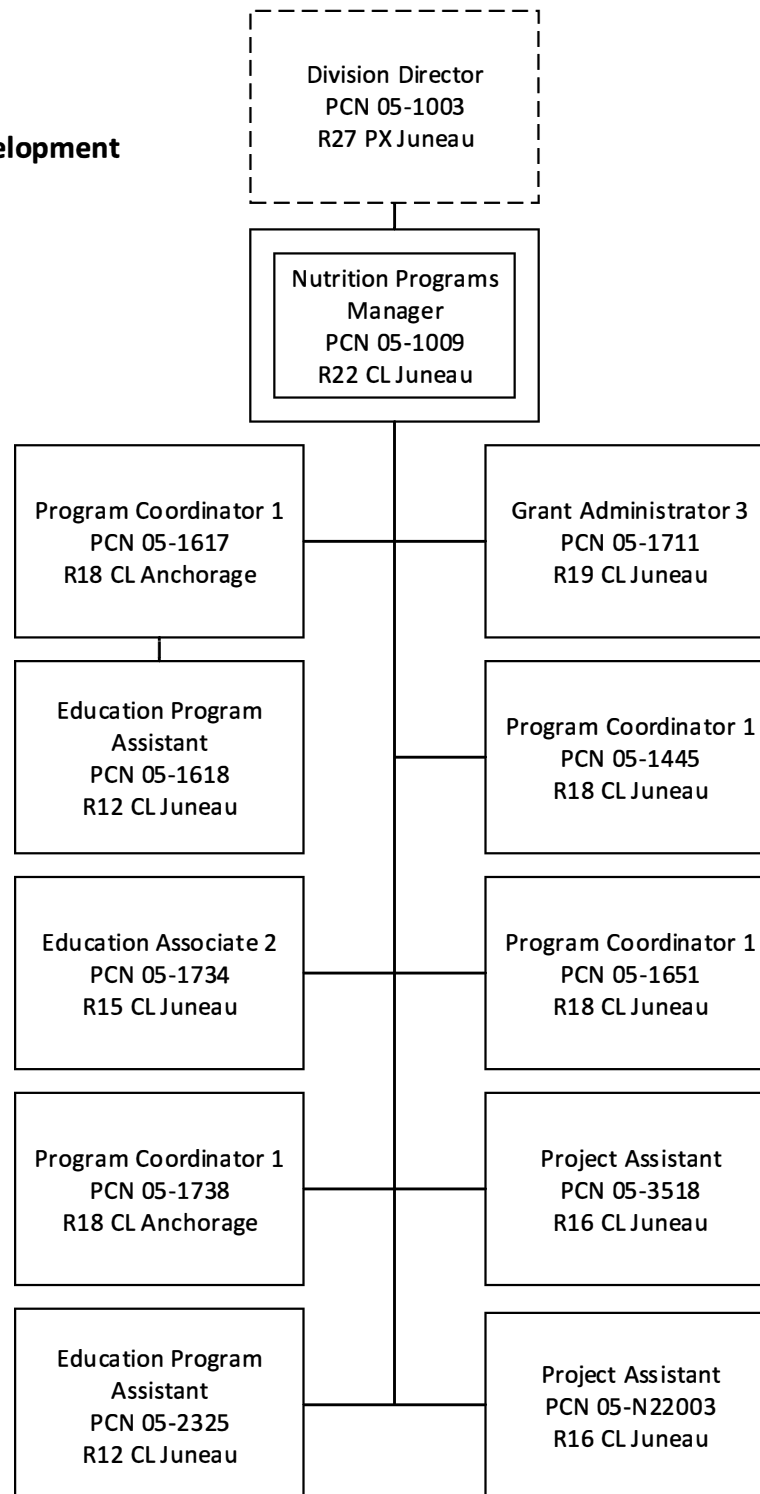 Division Director
PCN 05-1003
R27 PX Juneau
elopment
Nutrition Programs
Manager
PCN 05-1009
R22 CL Juneau
Program Coordinator 1
PCN 05-1617
R18 CL Anchorage
Grant Administrator 3
PCN 05-1711
R19 CL Juneau
Education Program
Assistant
PCN 05-1618
R12 CL Juneau
Program Coordinator 1
PCN 05-1445
R18 CL Juneau
Education Associate 2
PCN 05-1734
R15 CL Juneau
Program Coordinator 1
PCN 05-1651
R18 CL Juneau
Program Coordinator 1
PCN 05-1738
R18 CL Anchorage
Project Assistant
PCN 05-3518
R16 CL Juneau
Education Program
Assistant
PCN 05-2325
R12 CL Juneau
Project Assistant
PCN 05-N22003
R16 CL Juneau